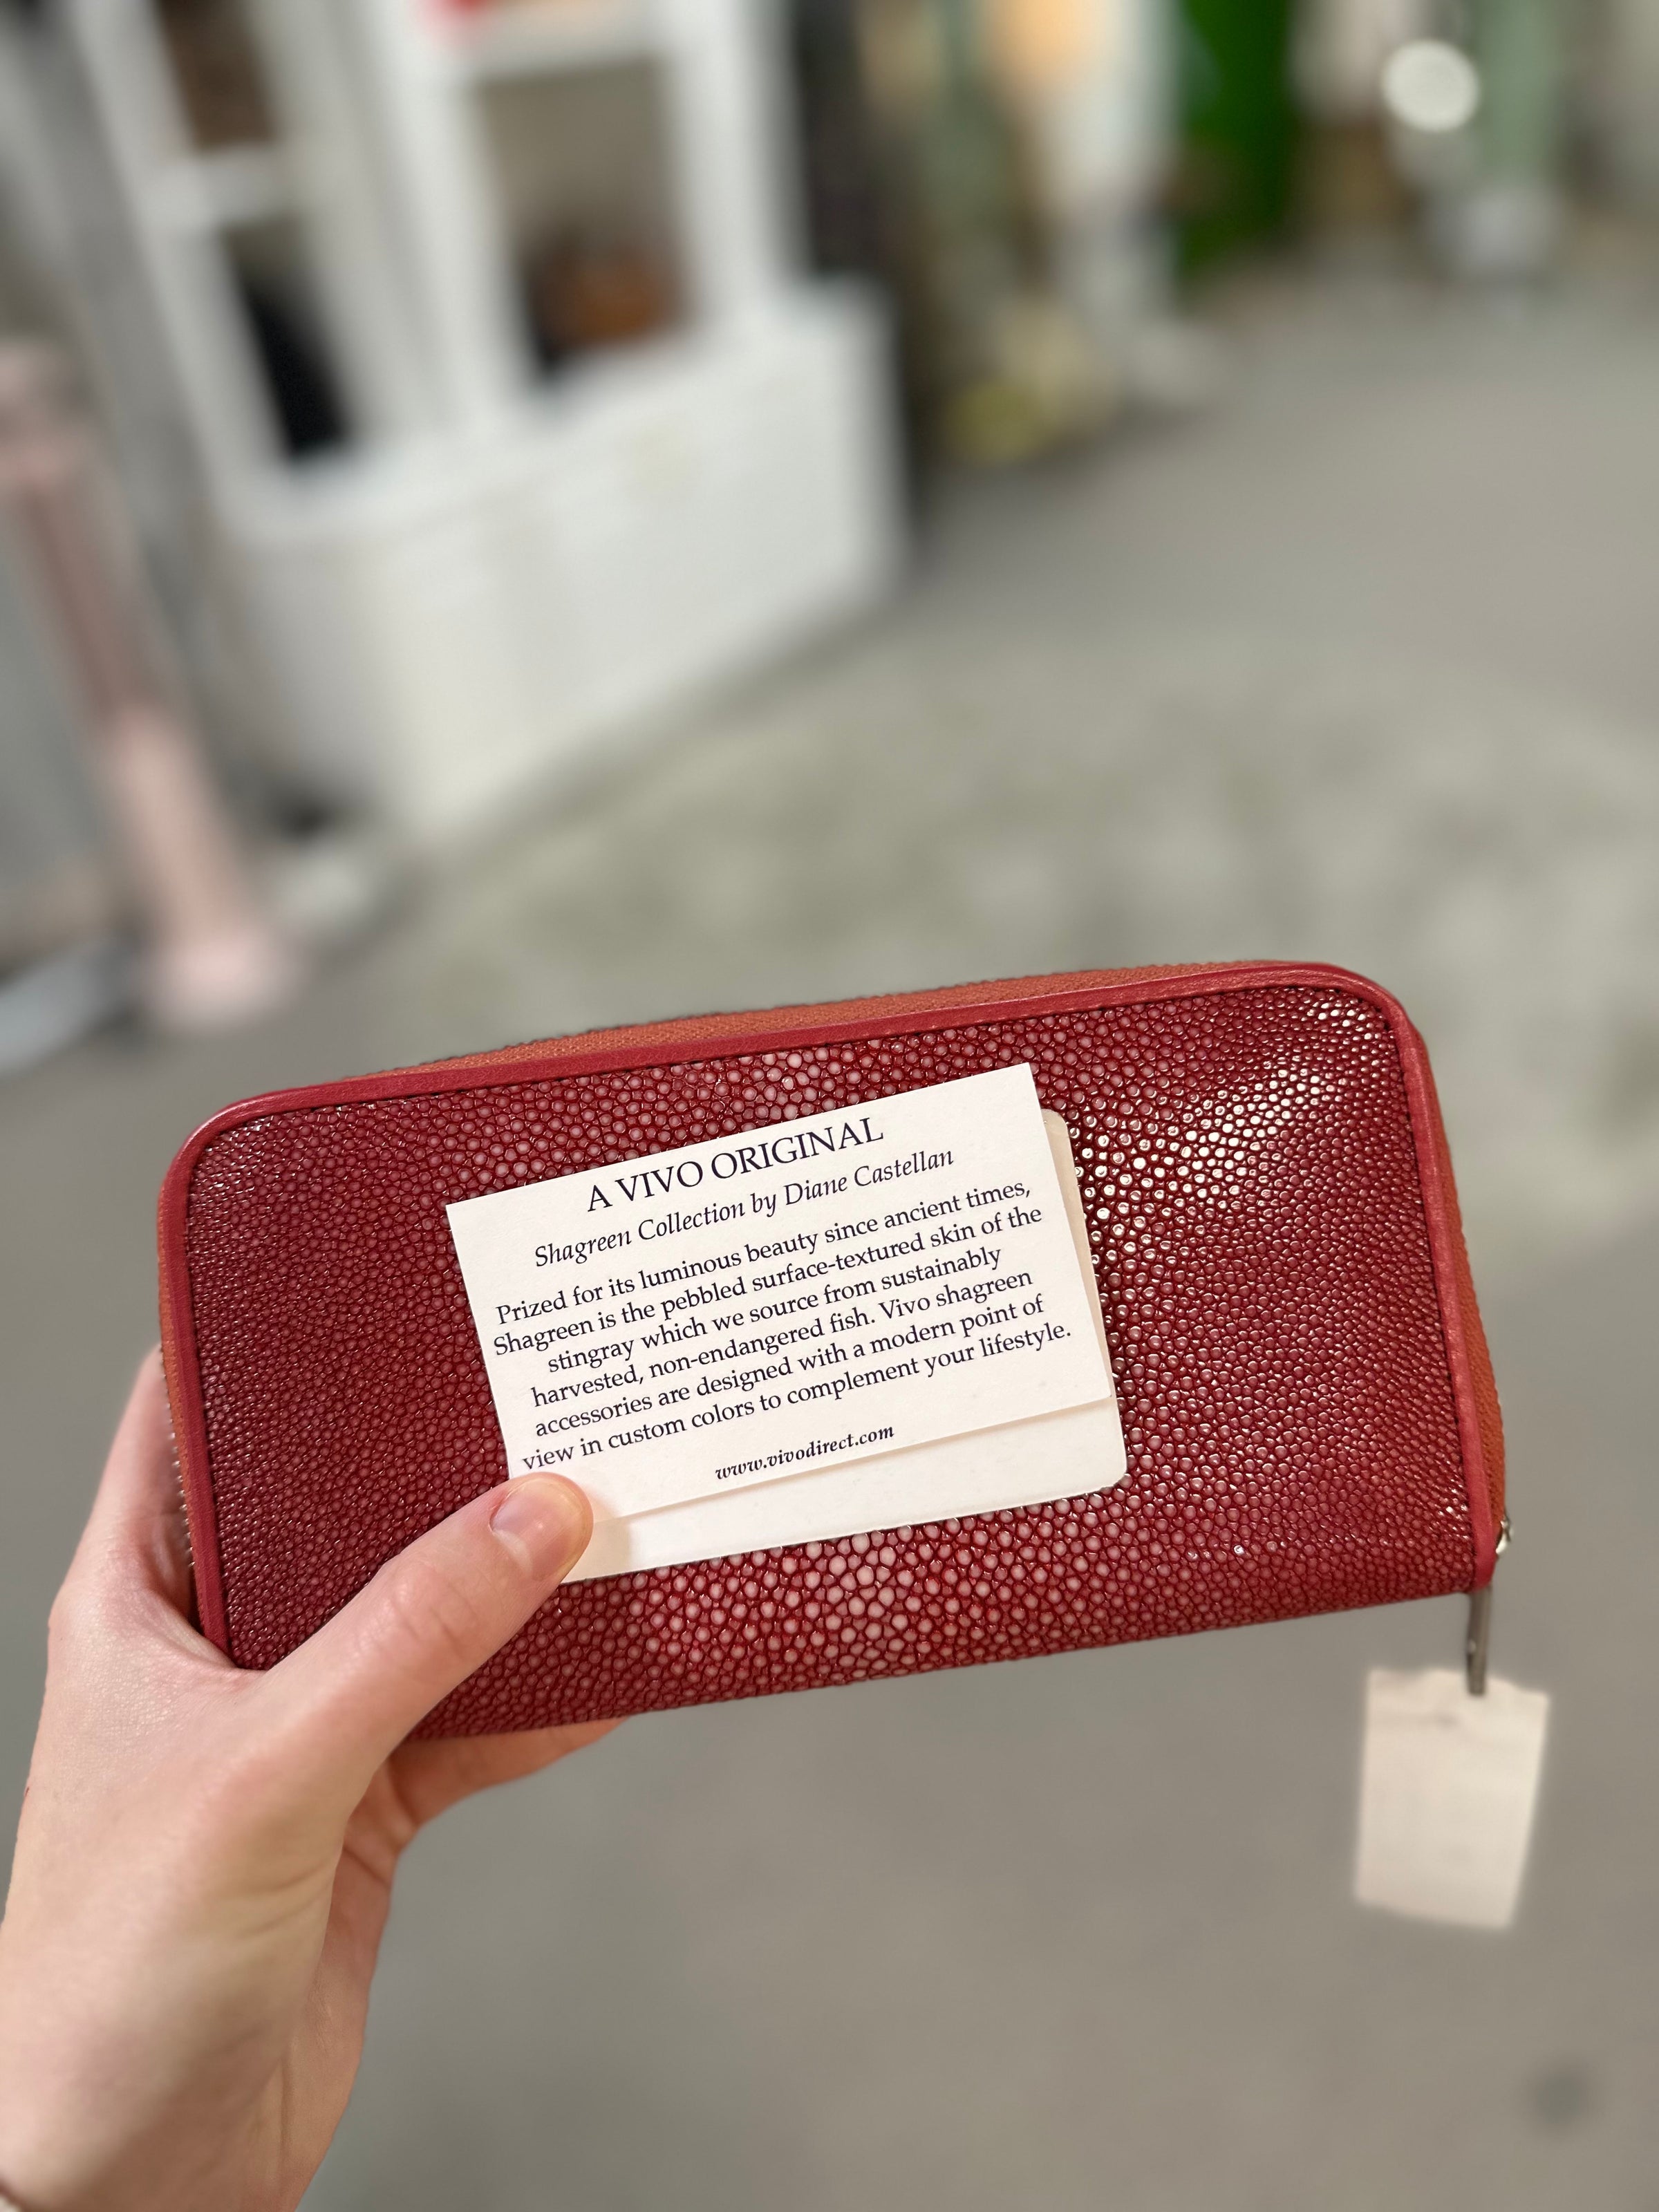 A VIVO ORIGINAL
Shagreen Collection by Diane Castellan
Prized for its luminous beauty since ancient times,
Shagreen is the pebbled surface-textured skin of the
stingray which we source from sustainably
harvested, non-endangered fish. Vivo shagreen
accessories are designed with a modern point of
view in custom colors to complement your lifestyle.
www.vivodirect.com